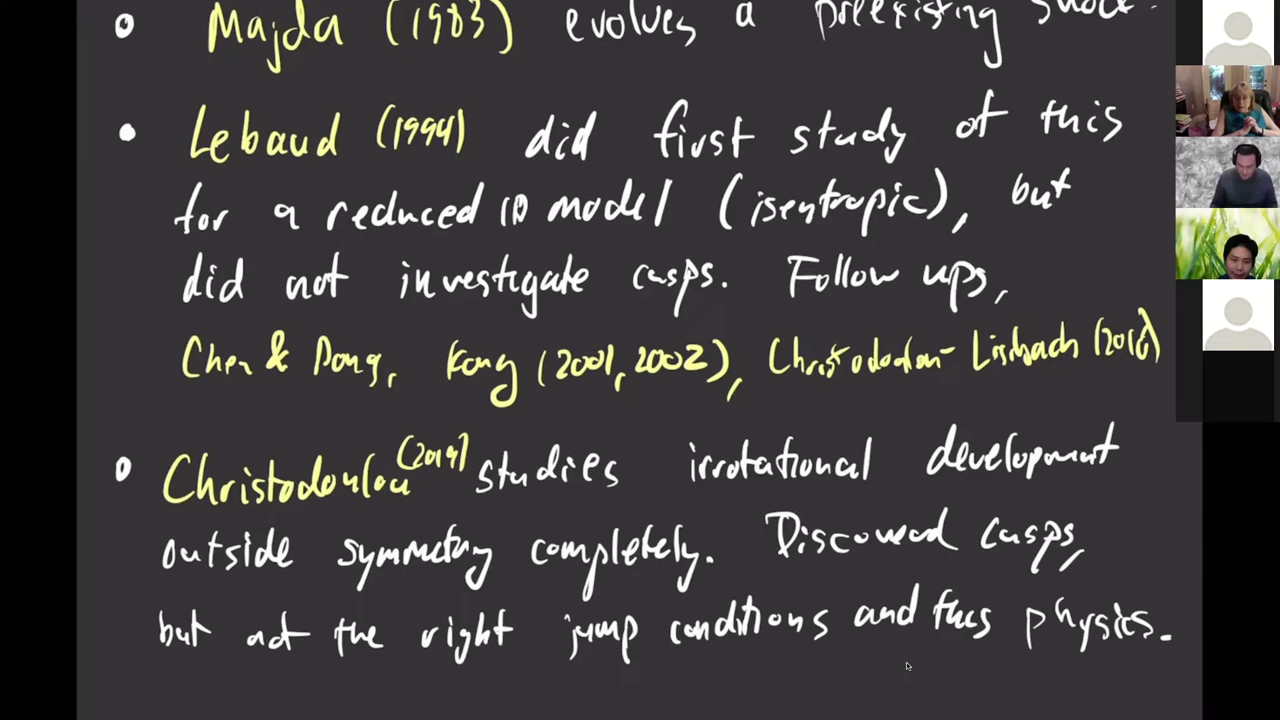 • Majda (1983) evolves a preexisting shock.
• Lebaud (1994) did first study of this
for a reduced 1D model (isentropic), but
did not investigate cusps. Follow ups,
Chen & Dong, Kong (2001, 2002), Christodoulou - Lisibach (2016)
• Christodoulou (2019) studies irrotational development
outside symmetry completely. Discovered cusps,
but not the right jump conditions and thus physics.